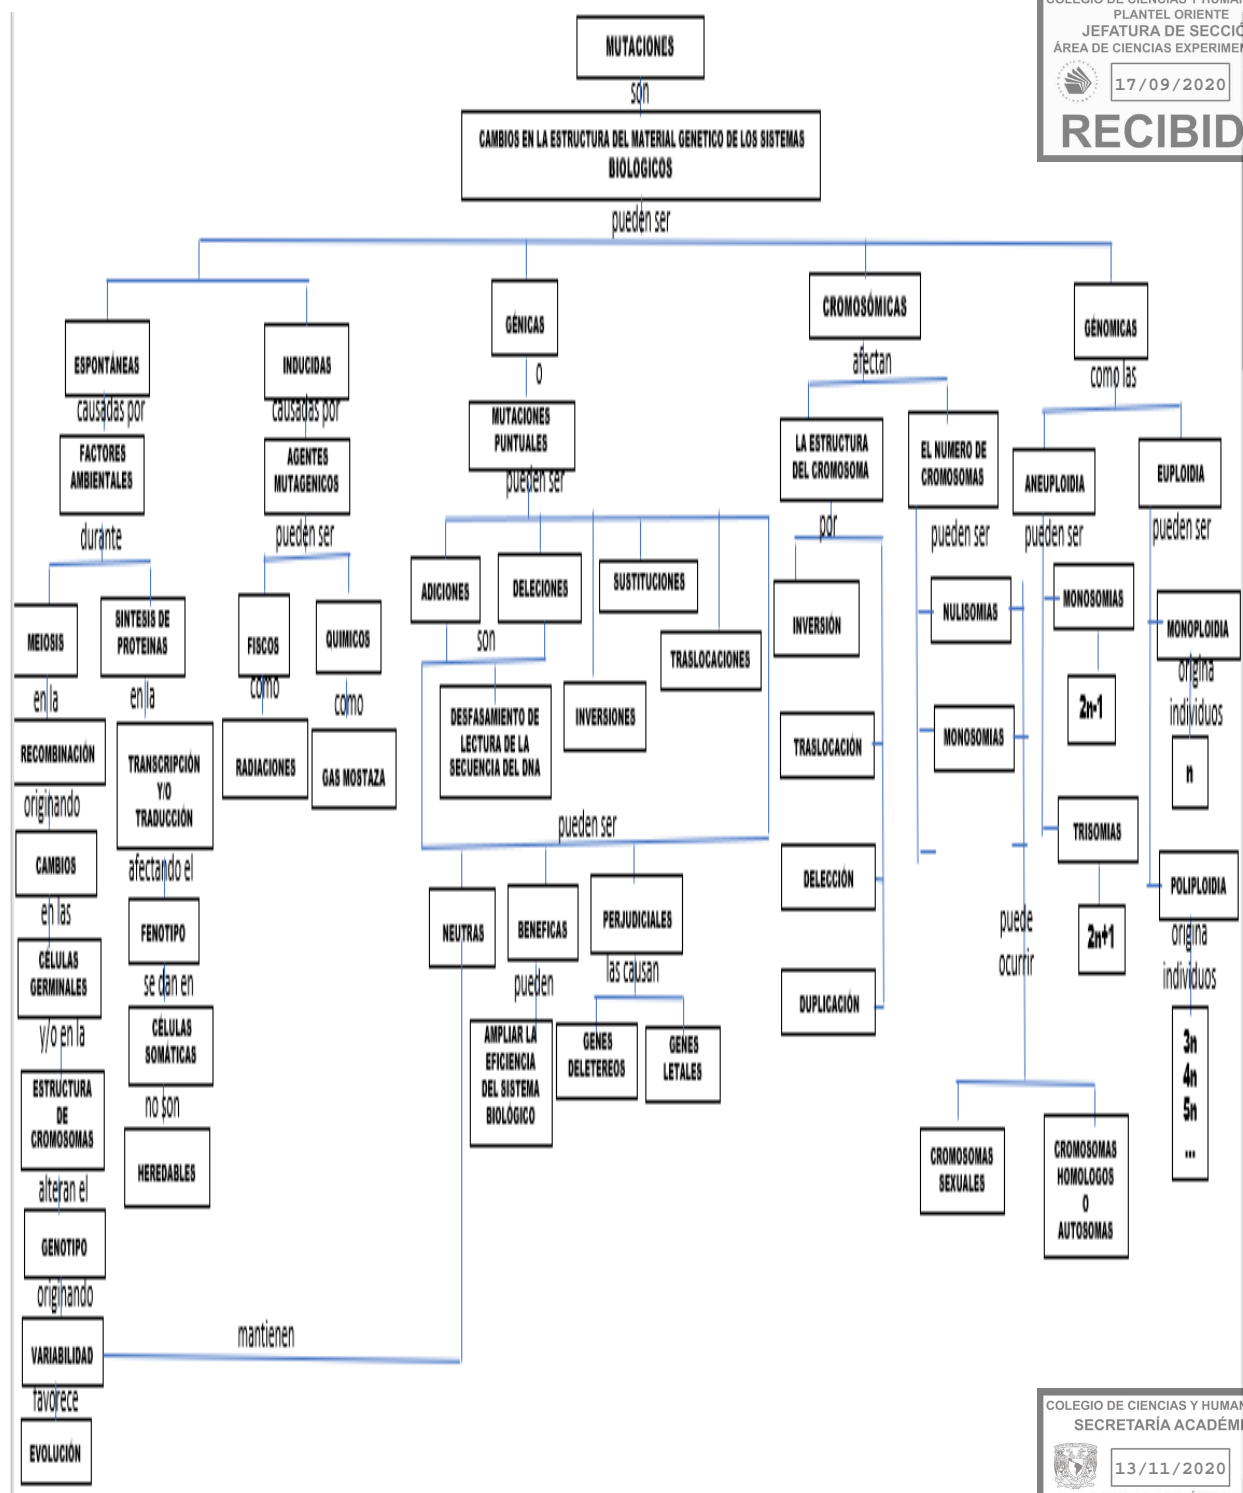 COLEGIO DE CIENCIAS Y HUMAN
PLANTEL ORIENTE
JEFATURA DE SECCIÓ
ÁREA DE CIENCIAS EXPERIMEN
17/09/2020
RECIBID
MUTACIONES
son
CAMBIOS EN LA ESTRUCTURA DEL MATERIAL GENETICO DE LOS SISTEMAS
BIOLOGICOS
pueden ser
ESPONTÁNEAS
causadas por
FACTORES
AMBIENTALES
durante
MEIOSIS
en la
RECOMBINACIÓN
originando
CAMBIOS
en las
CÉLULAS
GERMINALES
y/o en la
ESTRUCTURA
DE
CROMOSOMAS
alteran el
GENOTIPO
originando
VARIABILIDAD
favorece
EVOLUCIÓN
SINTESIS DE
PROTEINAS
en la
TRANSCRIPCIÓN
Y/O
TRADUCCIÓN
afectando el
FENOTIPO
se dan en
CÉLULAS
SOMÁTICAS
no son
HEREDABLES
INDUCIDAS
causadas por
AGENTES
MUTAGENICOS
pueden ser
FISCOS
como
RADIACIONES
QUIMICOS
como
GAS MOSTAZA
GÉNICAS
O
MUTACIONES
PUNTUALES
pueden ser
ADICIONES
DELECIONES
SUSTITUCIONES
TRASLOCACIONES
son
DESFASAMIENTO DE
LECTURA DE LA
SECUENCIA DEL DNA
INVERSIONES
pueden ser
NEUTRAS
mantienen
BENEFICAS
pueden
AMPLIAR LA
EFICIENCIA
DEL SISTEMA
BIOLÓGICO
PERJUDICIALES
las causan
GENES
DELETEREOS
GENES
LETALES
CROMOSÓMICAS
afectan
LA ESTRUCTURA
DEL CROMOSOMA
por
INVERSIÓN
TRASLOCACIÓN
DELECCIÓN
DUPLICACIÓN
EL NUMERO DE
CROMOSOMAS
pueden ser
NULISOMIAS
MONOSOMIAS
puede
ocurrir
CROMOSOMAS
SEXUALES
CROMOSOMAS
HOMOLOGOS
O
AUTOSOMAS
GÉNOMICAS
como las
ANEUPLOIDIA
pueden ser
MONOSOMIAS
2n-1
TRISOMIAS
2n+1
EUPLOIDIA
pueden ser
MONOPLOIDIA
origina
individuos
n
POLIPLOIDIA
origina
individuos
3n
4n
5n
...
COLEGIO DE CIENCIAS Y HUMAN
SECRETARÍA ACADÉMI
13/11/2020